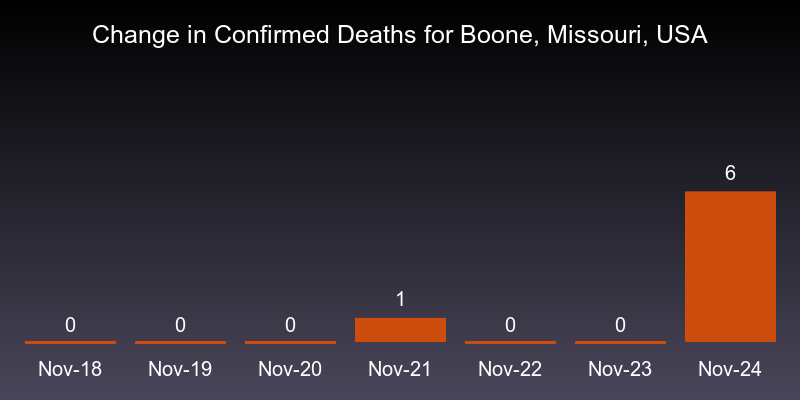 Change in Confirmed Deaths for Boone, Missouri, USA
6
1
0 0 0 0 0
Nov-18 Nov-19 Nov-20 Nov-21 Nov-22 Nov-23 Nov-24